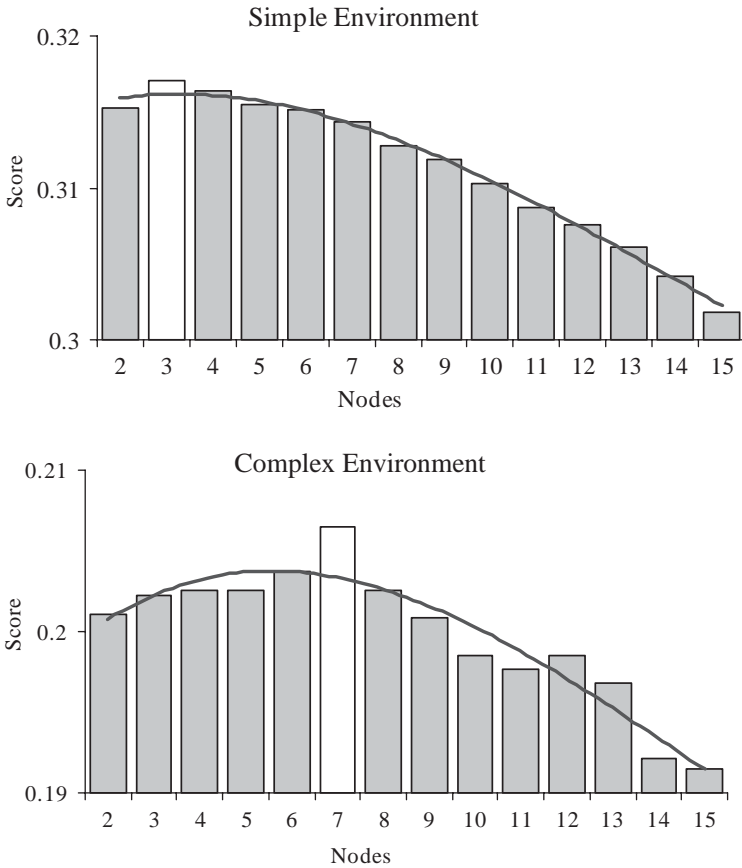 Simple Environment
0.32
0.31
0.3
Score
2 3 4 5 6 7 8 9 10 11 12 13 14 15
Nodes
Complex Environment
0.21
0.2
0.19
Score
2 3 4 5 6 7 8 9 10 11 12 13 14 15
Nodes